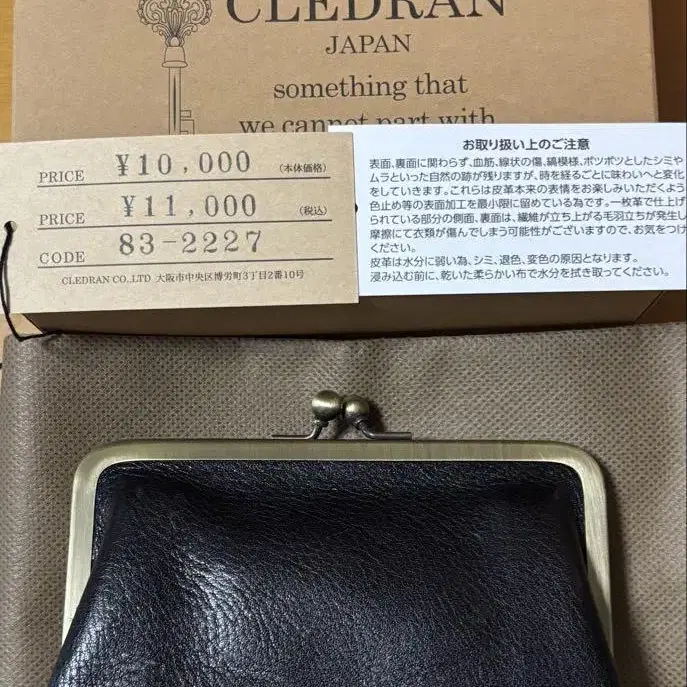 CLEDRAN
JAPAN
something that
we cannot part with
PRICE ¥10,000 (本体価格)
PRICE ¥11,000 (税込)
CODE 83-2227
CLEDRAN CO.,LTD 大阪市中央区博労町3丁目2番10号
お取り扱い上のご注意
表面、裏面に関わらず、血筋、線状の傷、縞模様、ポツポツとしたシミや
ムラといった自然の跡が残りますが、時を経るごとに味わいへと変化
をしていきます。これらは皮革本来の表情をお楽しみいただくよう
色止め等の表面加工を最小限に留めている為です。一枚革で仕上げ
られている部分の側面、裏面は、繊維が立ち上がる毛羽立ちが発生し
摩擦にて衣類が傷んでしまう可能性がございますので、お気をつけ
ください。
皮革は水分に弱い為、シミ、退色、変色の原因となります。
浸み込む前に、乾いた柔らかい布で水分を拭き取ってください。